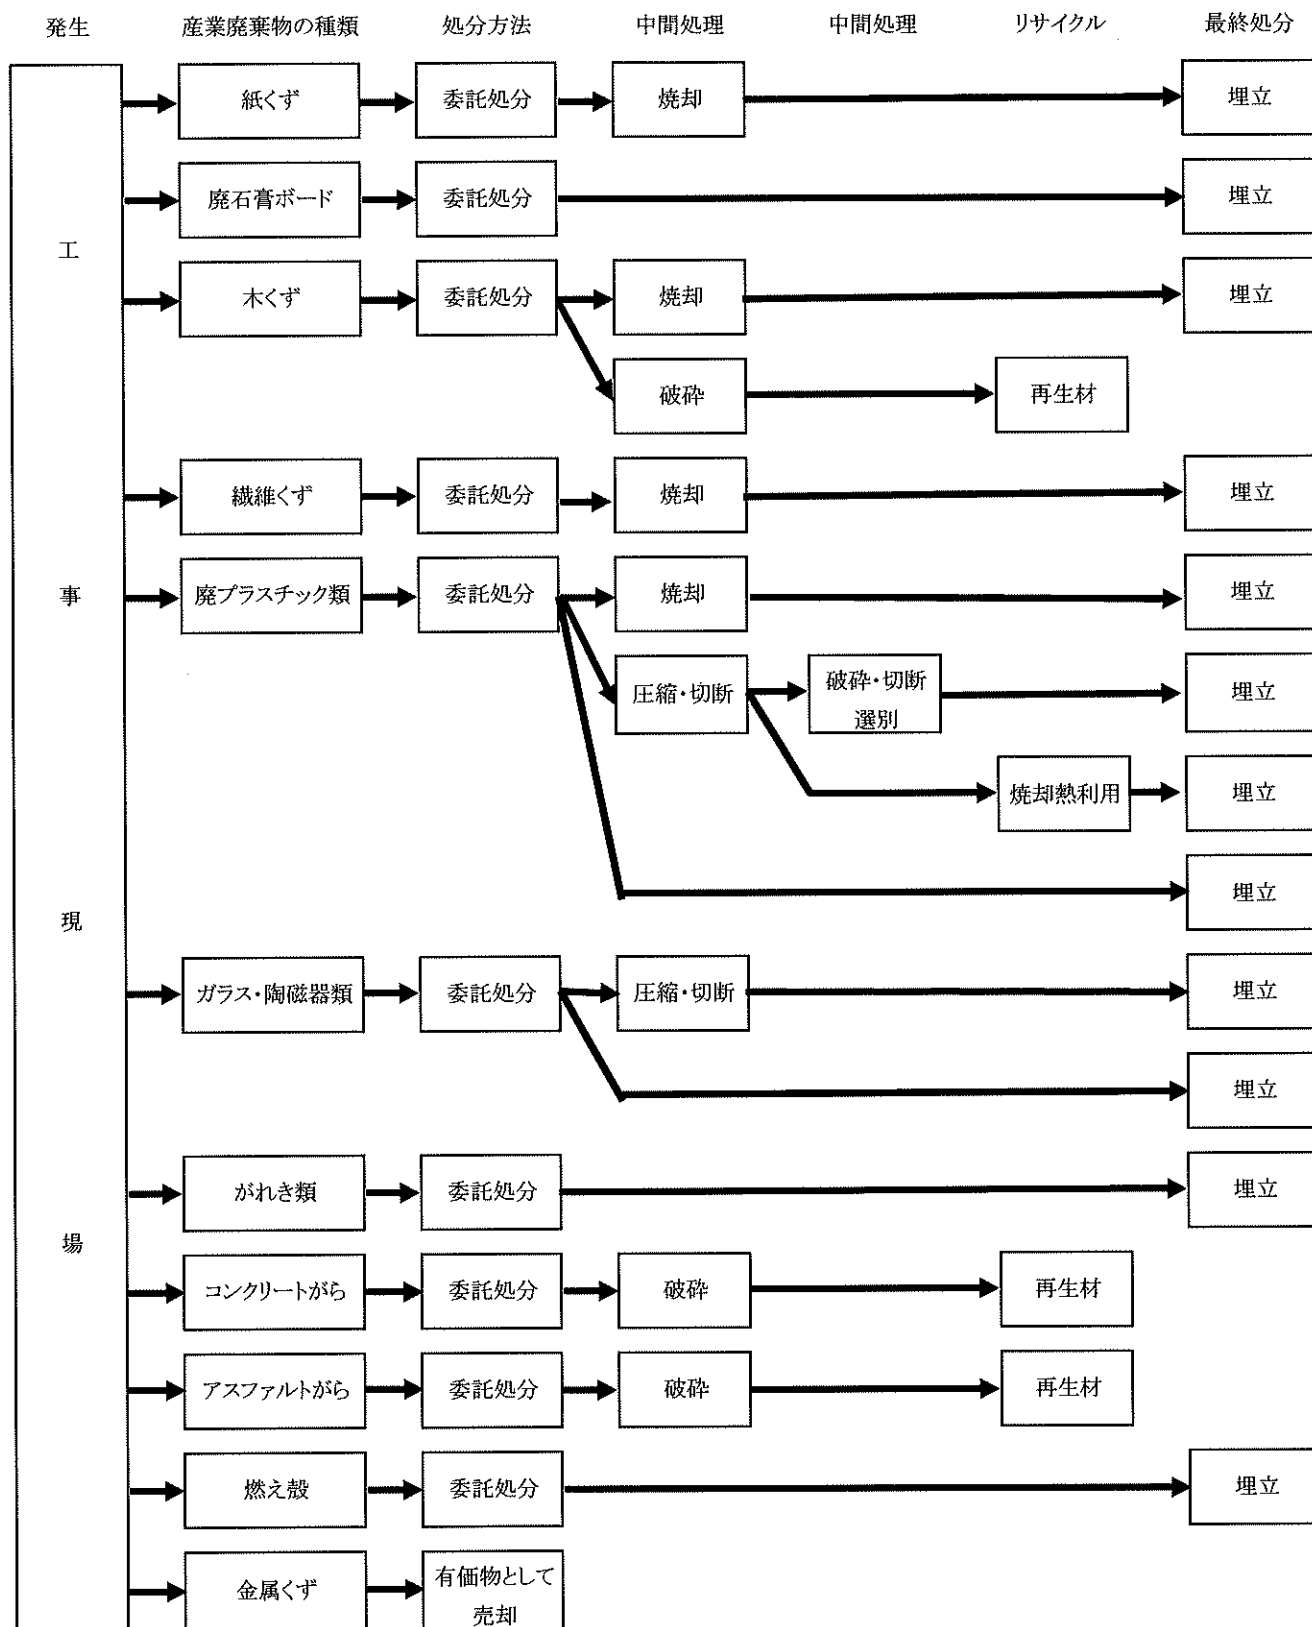 発生 産業廃棄物の種類 処分方法 中間処理 中間処理 リサイクル 最終処分
工事現場
紙くず 委託処分 焼却 埋立
廃石膏ボード 委託処分 埋立
木くず 委託処分 焼却 埋立
破砕 再生材
繊維くず 委託処分 焼却 埋立
廃プラスチック類 委託処分 焼却 埋立
圧縮・切断 破砕・切断 埋立
選別
焼却熱利用 埋立
埋立
ガラス・陶磁器類 委託処分 圧縮・切断 埋立
埋立
がれき類 委託処分 埋立
コンクリートがら 委託処分 破砕 再生材
アスファルトがら 委託処分 破砕 再生材
燃え殻 委託処分 埋立
金属くず 有価物として
売却